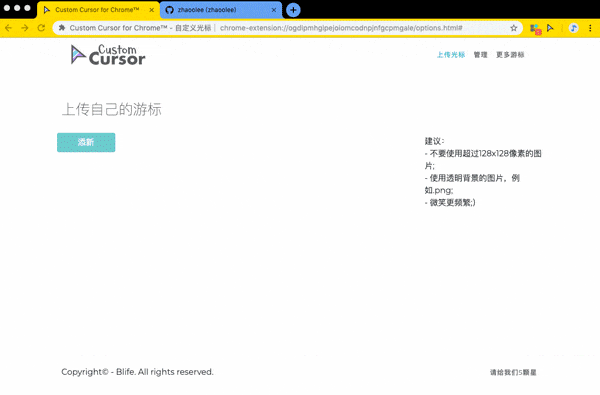 Custom Cursor for Chrome™
zhaoolee (zhaoolee)
Custom Cursor for Chrome™ - 自定义光标
chrome-extension://ogdlpmhglpejoiomcodnpjnfgcpmgale/options.html#
Custom
Cursor
上传光标 管理 更多游标
上传自己的游标
添新
建议：
- 不要使用超过128x128像素的图
片;
- 使用透明背景的图片，例
如.png;
- 微笑更频繁;)
Copyright© - Blife. All rights reserved.
请给我们5颗星